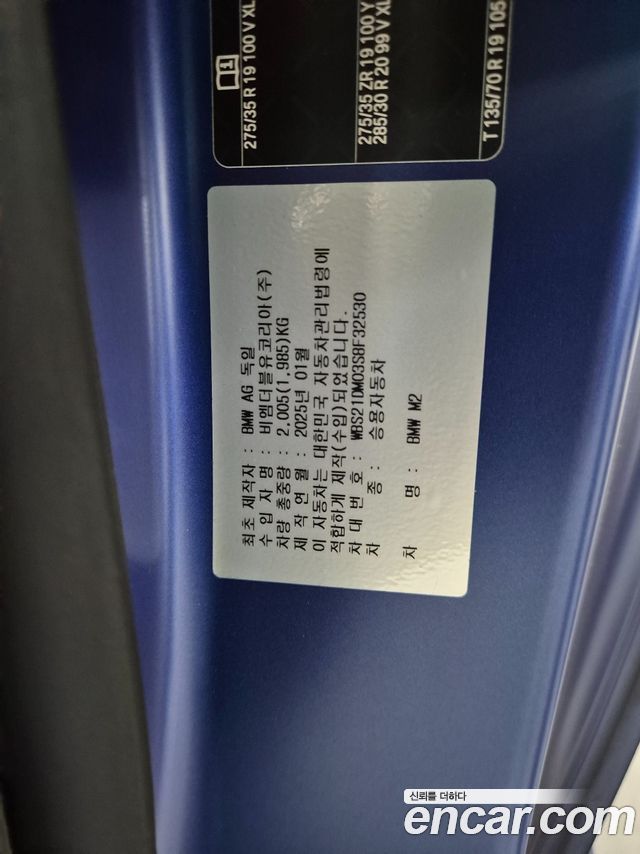 275/35 R 19 100 V XL
275/35 ZR 19 100 Y
285/30 R 20 99 V XL
T 135/70 R 19 105
최초 제작자 : BMW AG 독일
수 입 자 명 : 비엠더블유코리아(주)
차량 총중량 : 2.005(1.985)KG
제 작 연 월 : 2025년 01월
이 자동차는 대한민국 자동차관리법령에
적합하게 제작(수입)되었습니다.
차 대 번 호 : WBS21DM03S8F32530
차 종 : 승용자동차
차 명 : BMW M2
신뢰를 더하다
encar.com